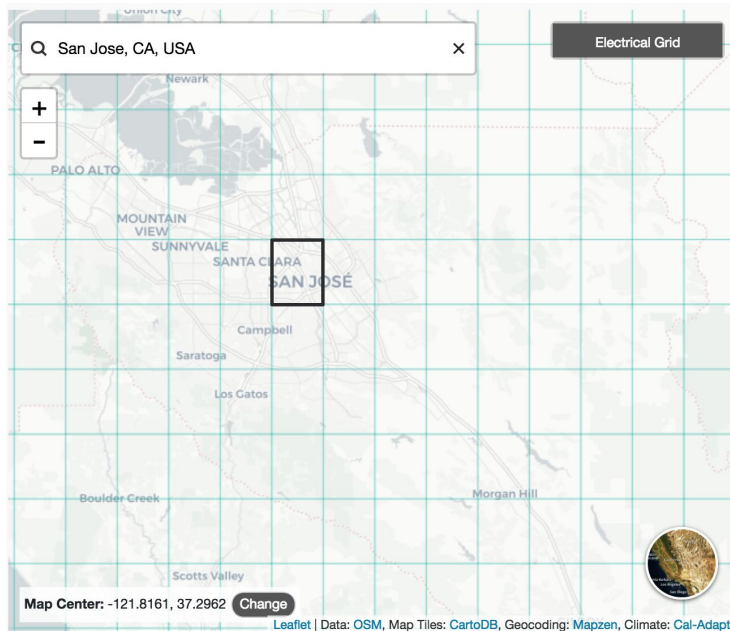 Union City
San Jose, CA, USA
Electrical Grid
Newark
+
−
PALO ALTO
MOUNTAIN
VIEW
SUNNYVALE
SANTA CLARA
SAN JOSÉ
Campbell
Saratoga
Los Gatos
Boulder Creek
Morgan Hill
Scotts Valley
Map Center: -121.8161, 37.2962 Change
Leaflet | Data: OSM, Map Tiles: CartoDB, Geocoding: Mapzen, Climate: Cal-Adapt